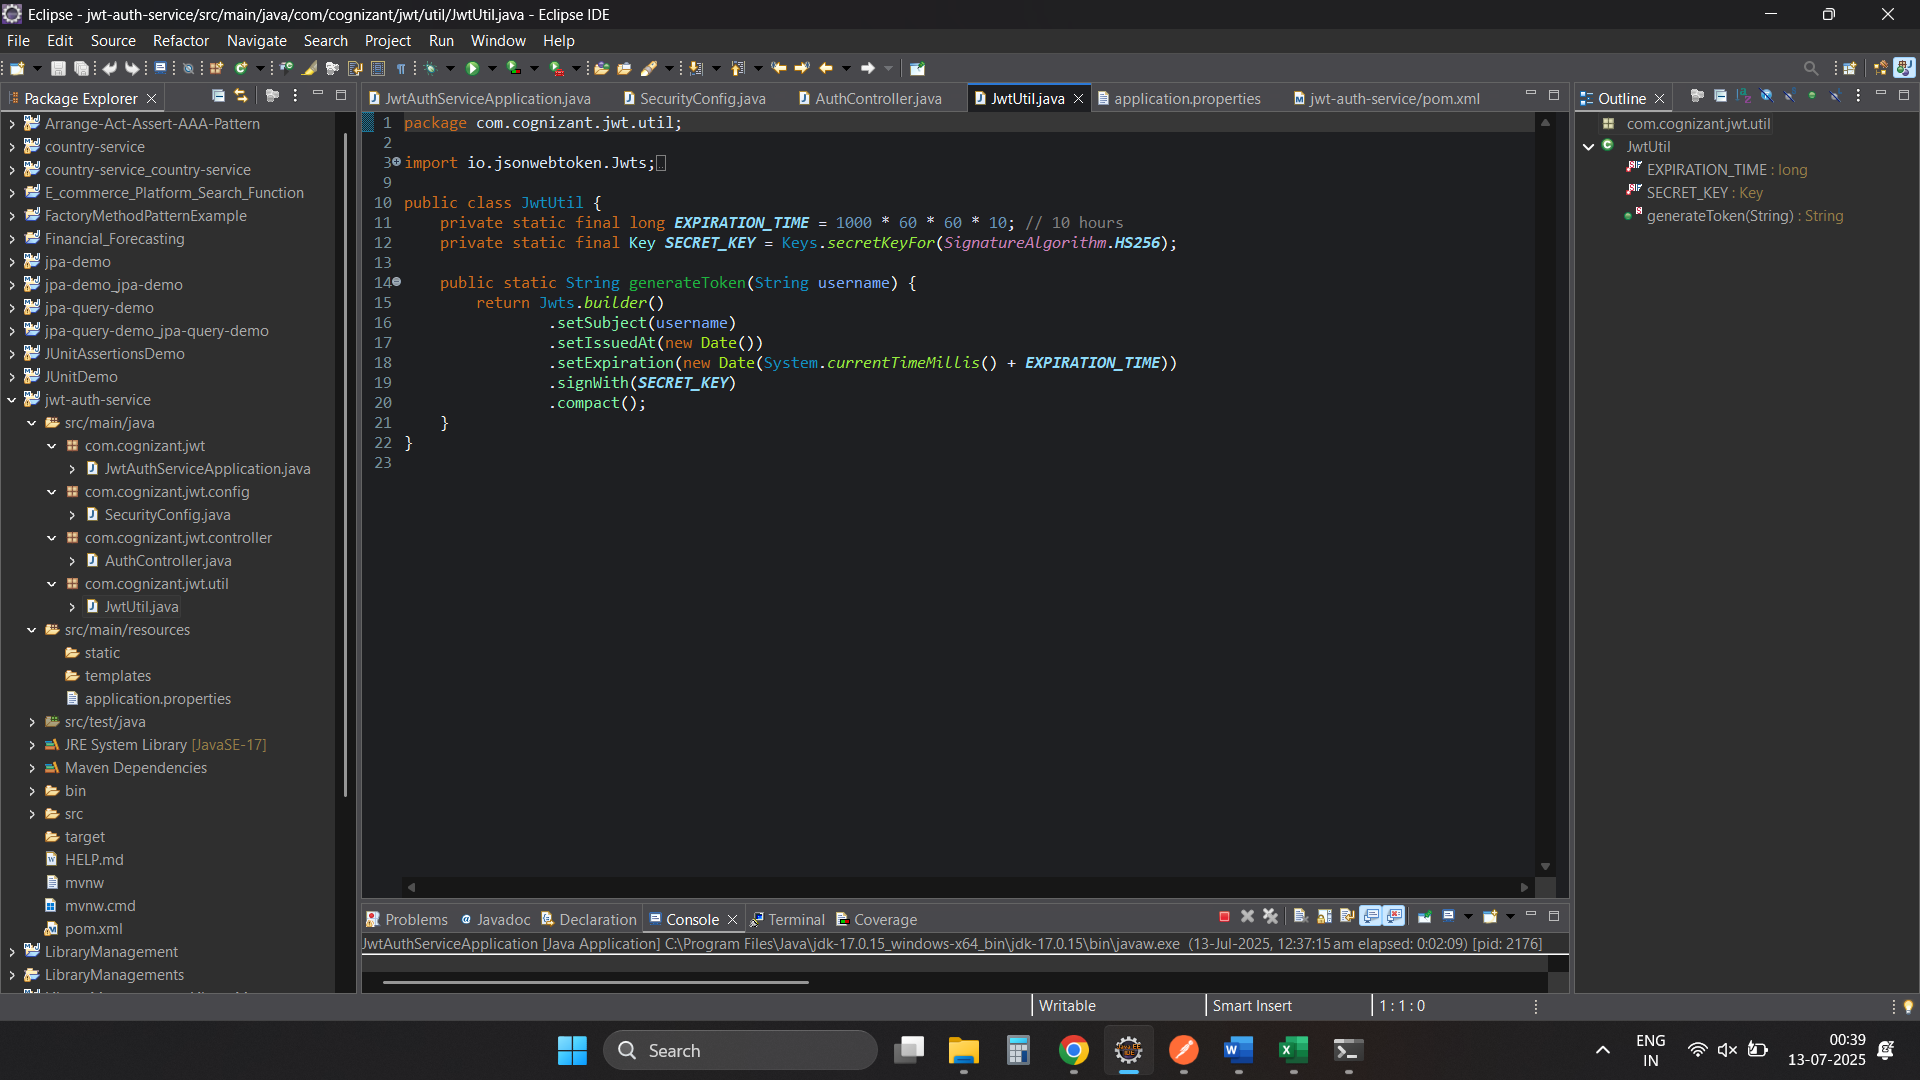 Eclipse - jwt-auth-service/src/main/java/com/cognizant/jwt/util/JwtUtil.java - Eclipse IDE
File Edit Source Refactor Navigate Search Project Run Window Help
Package Explorer
Arrange-Act-Assert-AAA-Pattern
country-service
country-service_country-service
E_commerce_Platform_Search_Function
FactoryMethodPatternExample
Financial_Forecasting
jpa-demo
jpa-demo_jpa-demo
jpa-query-demo
jpa-query-demo_jpa-query-demo
JUnitAssertionsDemo
JUnitDemo
jwt-auth-service
src/main/java
com.cognizant.jwt
JwtAuthServiceApplication.java
com.cognizant.jwt.config
SecurityConfig.java
com.cognizant.jwt.controller
AuthController.java
com.cognizant.jwt.util
JwtUtil.java
src/main/resources
static
templates
application.properties
src/test/java
JRE System Library [JavaSE-17]
Maven Dependencies
bin
src
target
HELP.md
mvnw
mvnw.cmd
pom.xml
LibraryManagement
LibraryManagements
JwtAuthServiceApplication.java SecurityConfig.java AuthController.java JwtUtil.java application.properties jwt-auth-service/pom.xml
1 package com.cognizant.jwt.util;
2
3 import io.jsonwebtoken.Jwts;
9
10 public class JwtUtil {
11 private static final long EXPIRATION_TIME = 1000 * 60 * 60 * 10; // 10 hours
12 private static final Key SECRET_KEY = Keys.secretKeyFor(SignatureAlgorithm.HS256);
13
14 public static String generateToken(String username) {
15 return Jwts.builder()
16 .setSubject(username)
17 .setIssuedAt(new Date())
18 .setExpiration(new Date(System.currentTimeMillis() + EXPIRATION_TIME))
19 .signWith(SECRET_KEY)
20 .compact();
21 }
22 }
23
Outline
com.cognizant.jwt.util
JwtUtil
EXPIRATION_TIME : long
SECRET_KEY : Key
generateToken(String) : String
Problems Javadoc Declaration Console Terminal Coverage
JwtAuthServiceApplication [Java Application] C:\Program Files\Java\jdk-17.0.15_windows-x64_bin\jdk-17.0.15\bin\javaw.exe (13-Jul-2025, 12:37:15 am elapsed: 0:02:09) [pid: 2176]
Writable Smart Insert 1 : 1 : 0
Search
ENG
IN
00:39
13-07-2025